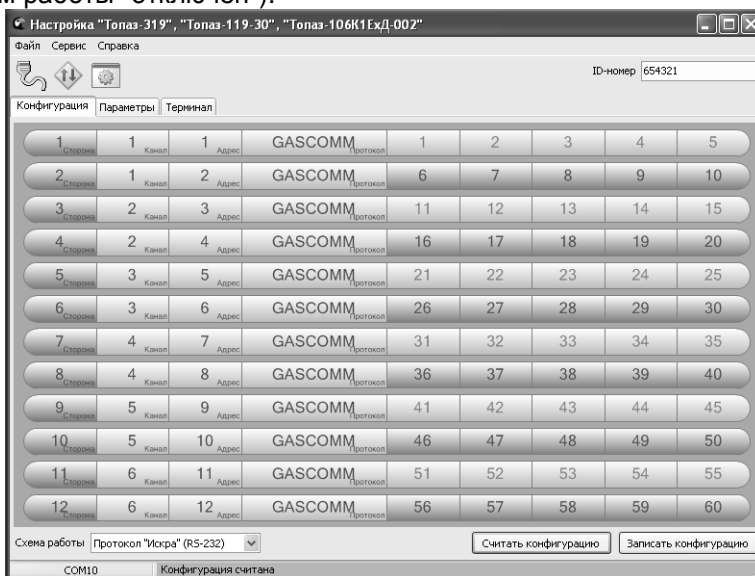 м работы "отключен").
Настройка "Топаз-319", "Топаз-119-30", "Топаз-106К1ЕхД-002"
Файл Сервис Справка
ID-номер 654321
Конфигурация Параметры Терминал
1 Сторона 1 Канал 1 Адрес GASCOMM Протокол 1 2 3 4 5
2 Сторона 1 Канал 2 Адрес GASCOMM Протокол 6 7 8 9 10
3 Сторона 2 Канал 3 Адрес GASCOMM Протокол 11 12 13 14 15
4 Сторона 2 Канал 4 Адрес GASCOMM Протокол 16 17 18 19 20
5 Сторона 3 Канал 5 Адрес GASCOMM Протокол 21 22 23 24 25
6 Сторона 3 Канал 6 Адрес GASCOMM Протокол 26 27 28 29 30
7 Сторона 4 Канал 7 Адрес GASCOMM Протокол 31 32 33 34 35
8 Сторона 4 Канал 8 Адрес GASCOMM Протокол 36 37 38 39 40
9 Сторона 5 Канал 9 Адрес GASCOMM Протокол 41 42 43 44 45
10 Сторона 5 Канал 10 Адрес GASCOMM Протокол 46 47 48 49 50
11 Сторона 6 Канал 11 Адрес GASCOMM Протокол 51 52 53 54 55
12 Сторона 6 Канал 12 Адрес GASCOMM Протокол 56 57 58 59 60
Схема работы Протокол "Искра" (RS-232) Считать конфигурацию Записать конфигурацию
COM10 Конфигурация считана